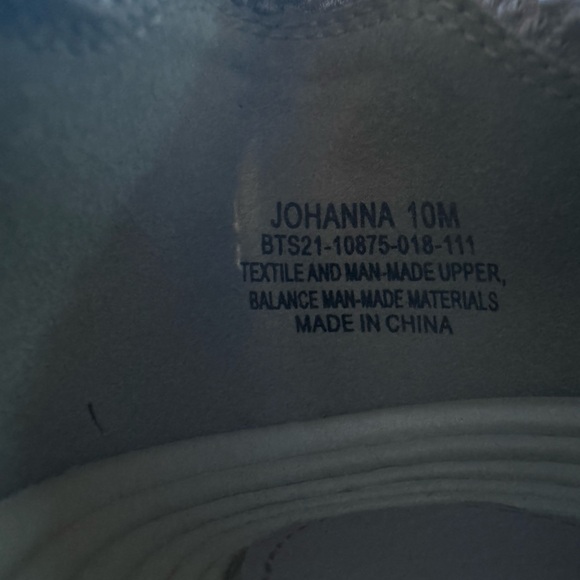 JOHANNA 10M
BTS21-10875-018-111
TEXTILE AND MAN-MADE UPPER,
BALANCE MAN-MADE MATERIALS
MADE IN CHINA